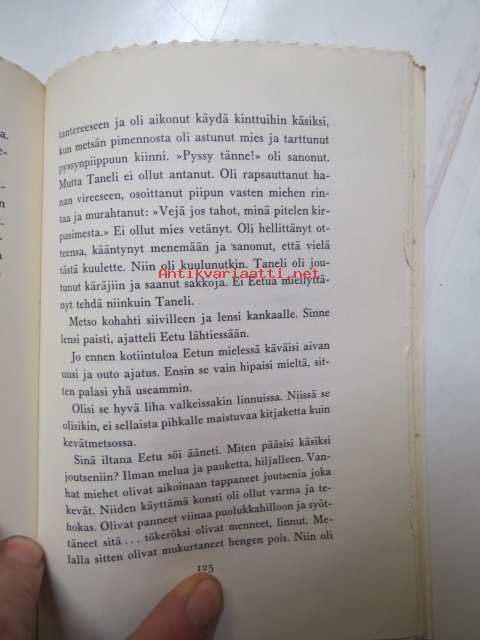 tantereeseen ja oli aikonut käydä kinttuihin käsiksi,
kun metsän pimennosta oli astunut mies ja tarttunut
pyssynpiippuun kiinni. »Pyssy tänne!» oli sanonut.
Mutta Taneli ei ollut antanut. Oli rapsauttanut ha-
nan vireeseen, osoittanut piipun vasten miehen rin-
taa ja murahtanut: »Vejä jos tahot, minä pitelen kir-
pasimesta.» Ei ollut mies vetänyt. Oli hellittänyt ot-
teensa, kääntynyt menemään ja sanonut, että vielä
tästä kuulette. Niin oli kuulunutkin. Taneli oli jou-
tunut käräjiin ja saanut sakkoja. Ei Eetua miellyttä-
nyt tehdä niinkuin Taneli.
Metso kohahti siivilleen ja lensi kankaalle. Sinne
lensi paisti, ajatteli Eetu lähtiessään.
Jo ennen kotiintuloa Eetun mielessä käväisi aivan
uusi ja outo ajatus. Ensin se vain hipaisi mieltä, sit-
ten palasi yhä useammin.
Olisi se hyvä liha valkeissakin linnuissa. Niissä se
olisikin, ei sellaista pihkalle maistuvaa kitjaketta kuin
kevätmetsossa.
Sinä iltana Eetu söi ääneti. Miten pääsisi käsiksi
joutseniin? Ilman melua ja pauketta, hiljalleen. Van-
hat miehet olivat aikoinaan tappaneet joutsenia joka
kevät. Niiden käyttämä konsti oli ollut varma ja te-
hokas. Olivat panneet viinaa puolukkahilloon ja syöt-
täneet sitä... tökeröksi olivat menneet, linnut. Me-
lalla sitten olivat mukurtaneet hengen pois. Niin oli
125
Antikvariaatti.net